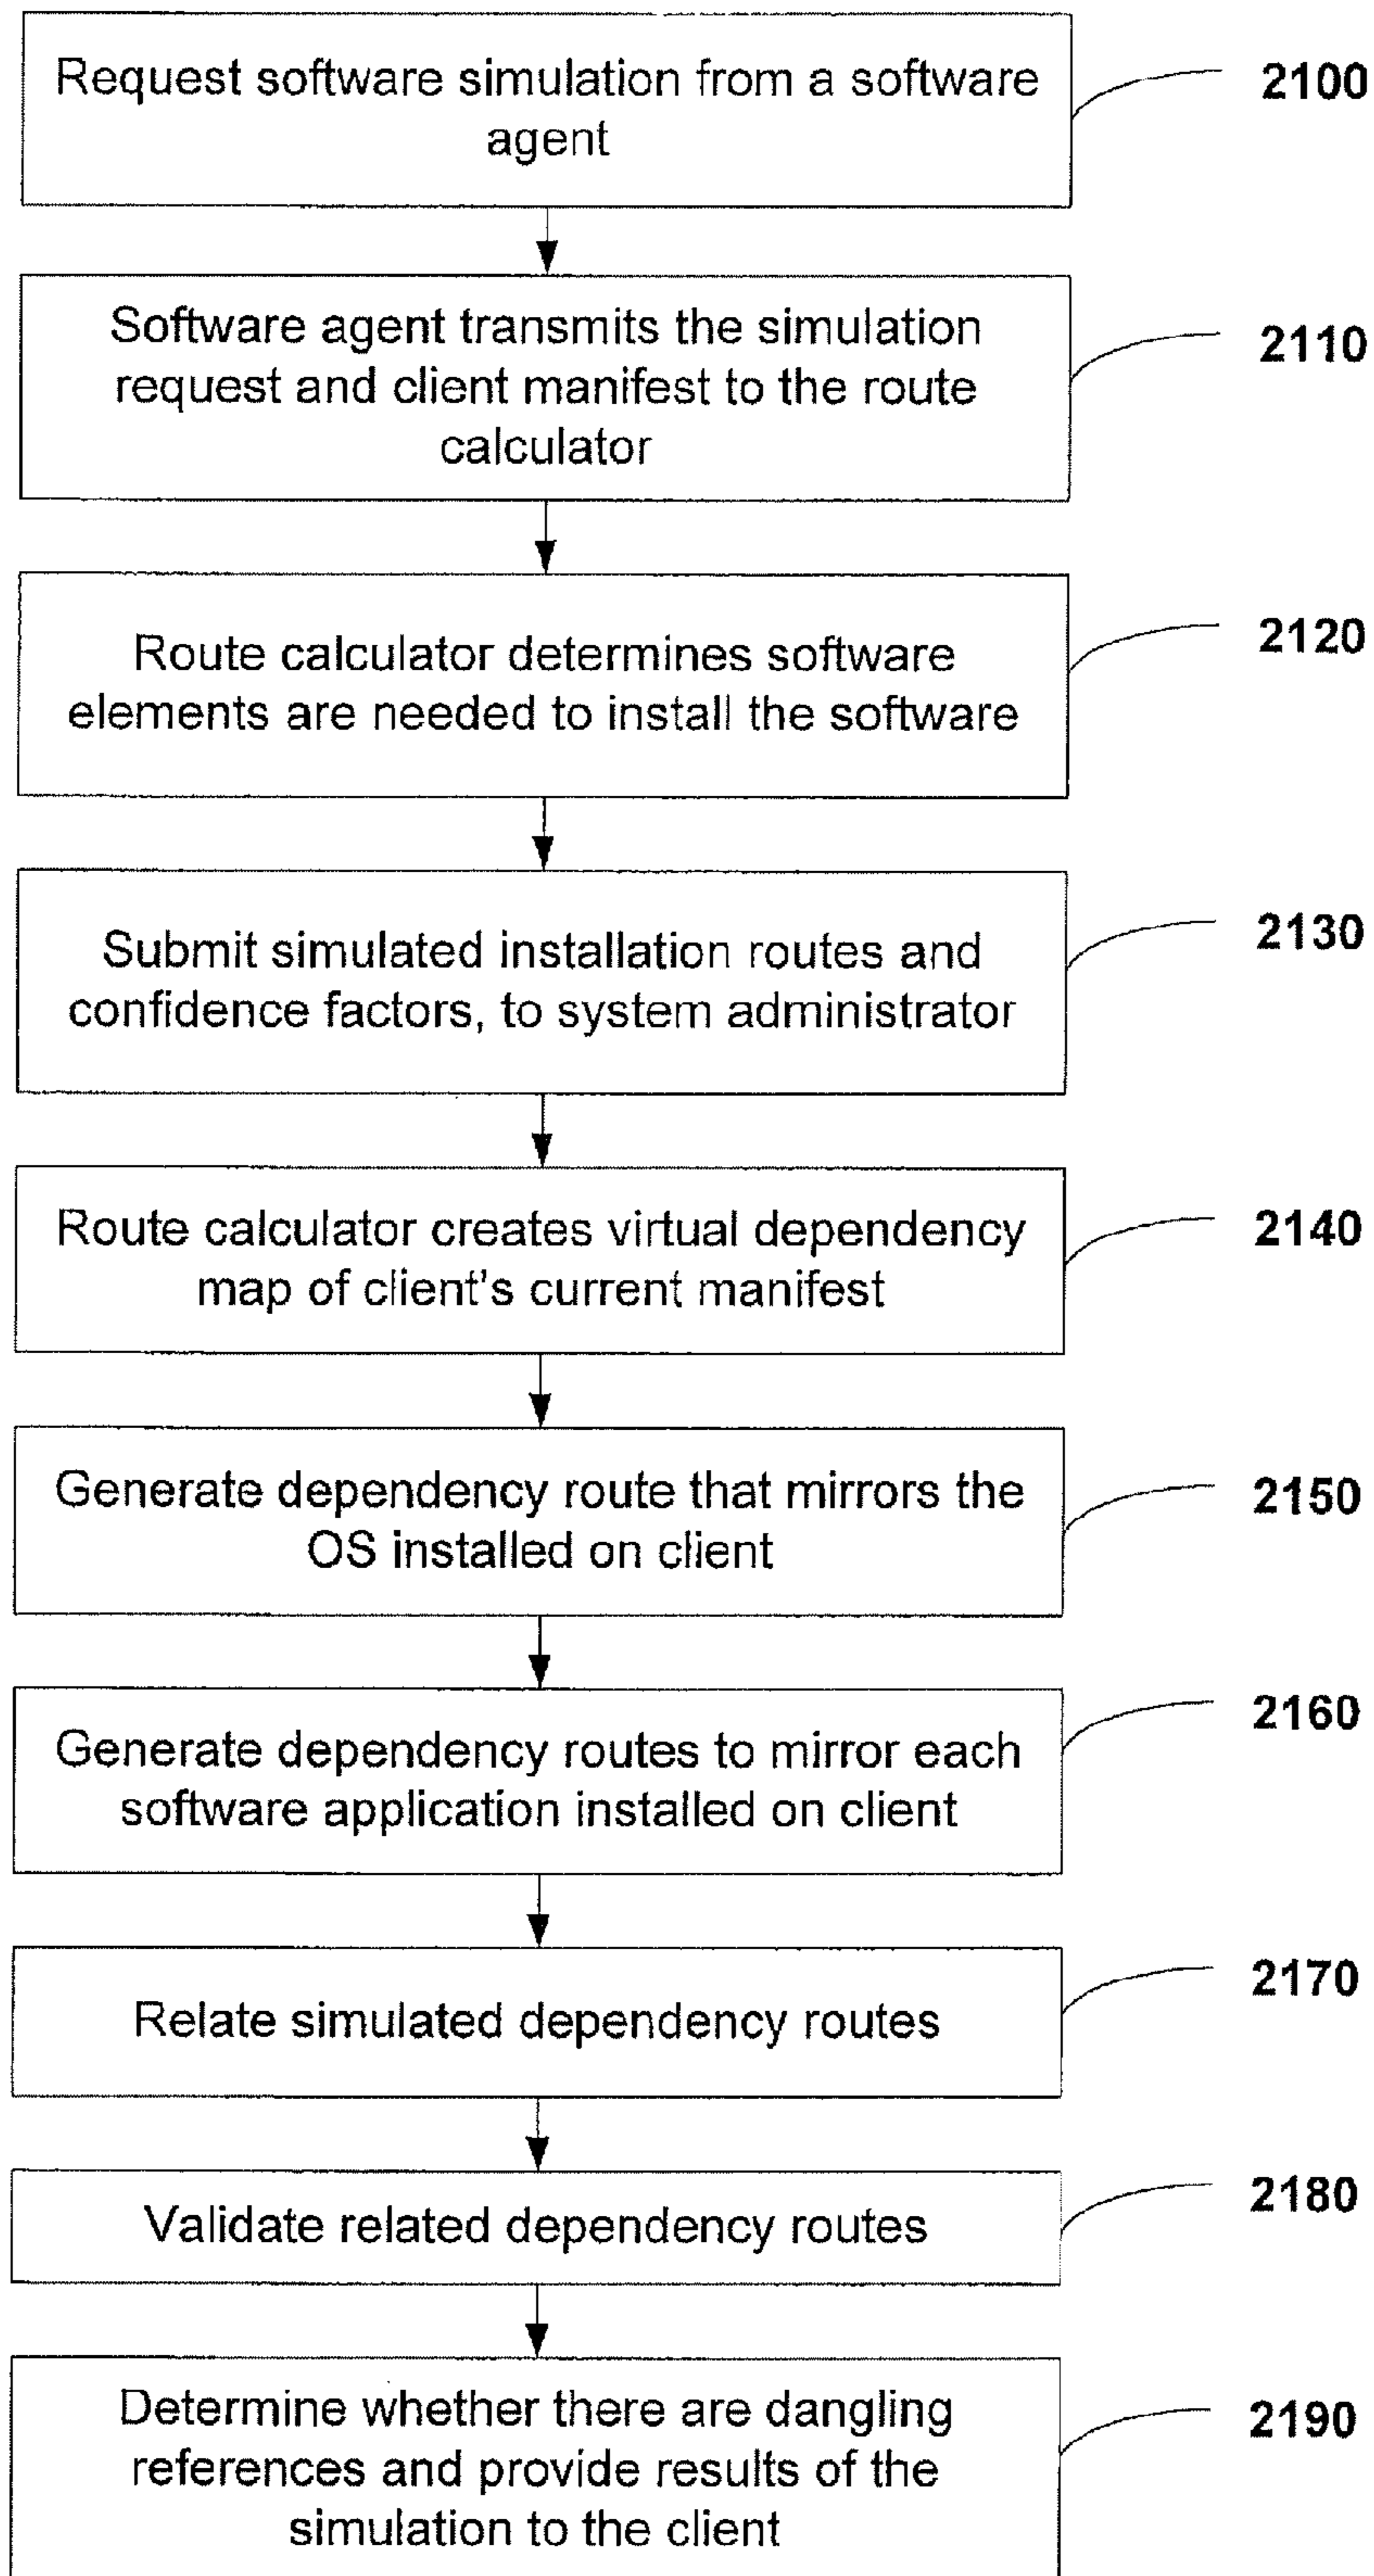 Request software simulation from a software
agent
2100
Software agent transmits the simulation
request and client manifest to the route
calculator
2110
Route calculator determines software
elements are needed to install the software
2120
Submit simulated installation routes and
confidence factors, to system administrator
2130
Route calculator creates virtual dependency
map of client's current manifest
2140
Generate dependency route that mirrors the
OS installed on client
2150
Generate dependency routes to mirror each
software application installed on client
2160
Relate simulated dependency routes
2170
Validate related dependency routes
2180
Determine whether there are dangling
references and provide results of the
simulation to the client
2190